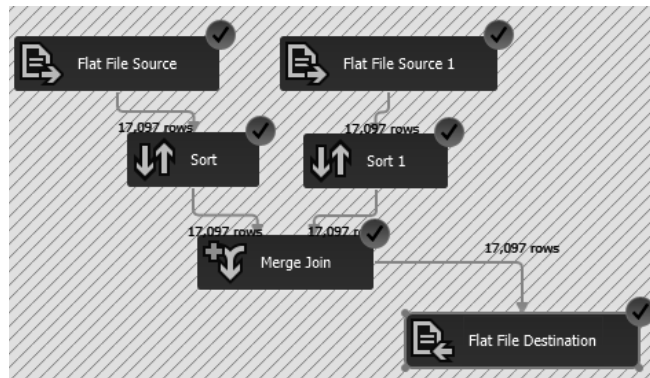 Flat File Source
Flat File Source 1
17,097 rows
17,097 rows
Sort
Sort 1
17,097 rows
17,097 r
Merge Join
17,097 rows
Flat File Destination